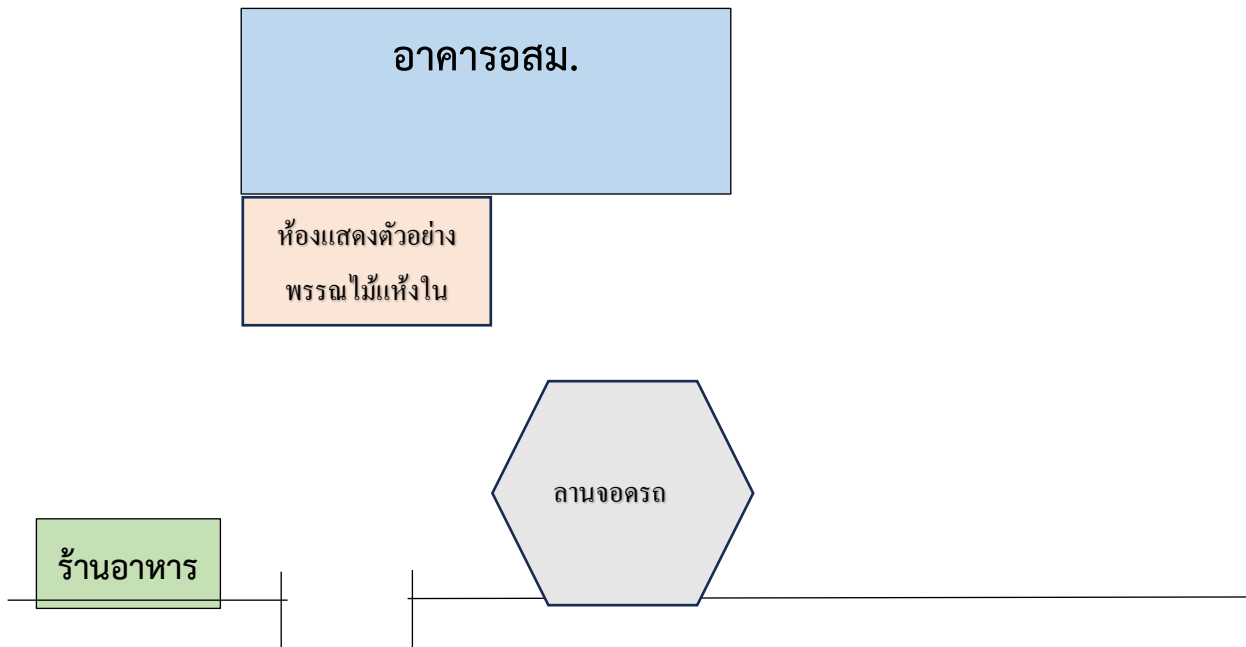 อาคารอสม.
ห้องแสดงตัวอย่าง
พรรณไม้แห้งใน
ลานจอดรถ
ร้านอาหาร